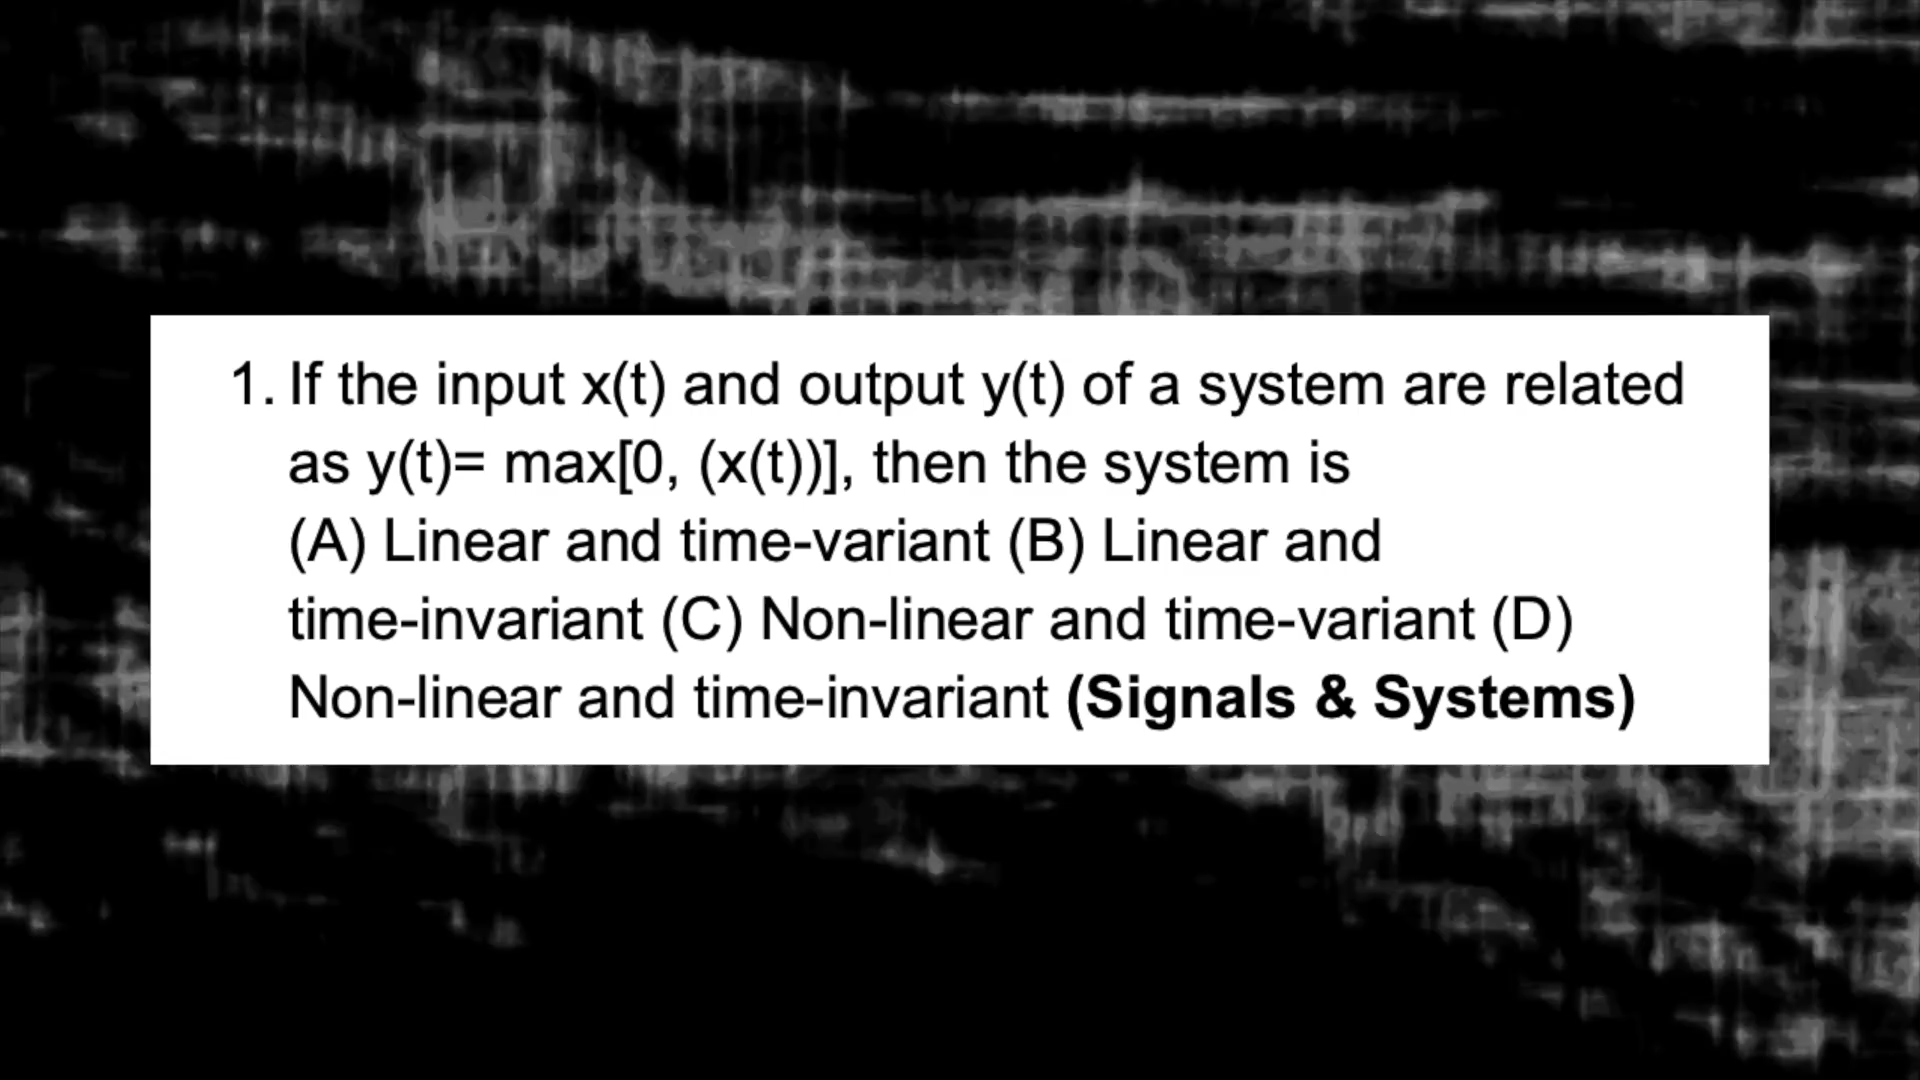 1. If the input x(t) and output y(t) of a system are related
as y(t)= max[0, (x(t))], then the system is
(A) Linear and time-variant (B) Linear and
time-invariant (C) Non-linear and time-variant (D)
Non-linear and time-invariant (Signals & Systems)